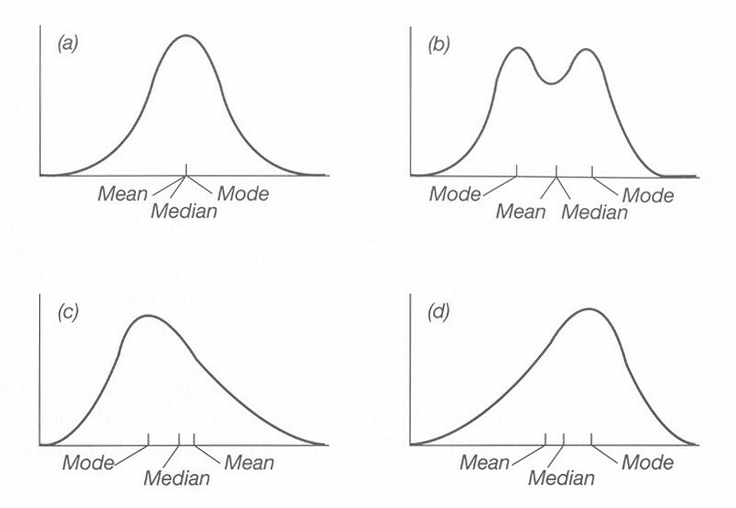 (a)
Mean Mode
Median
(b)
Mode Mode
Mean Median
(c)
Mode Mean
Median
(d)
Mean Mode
Median